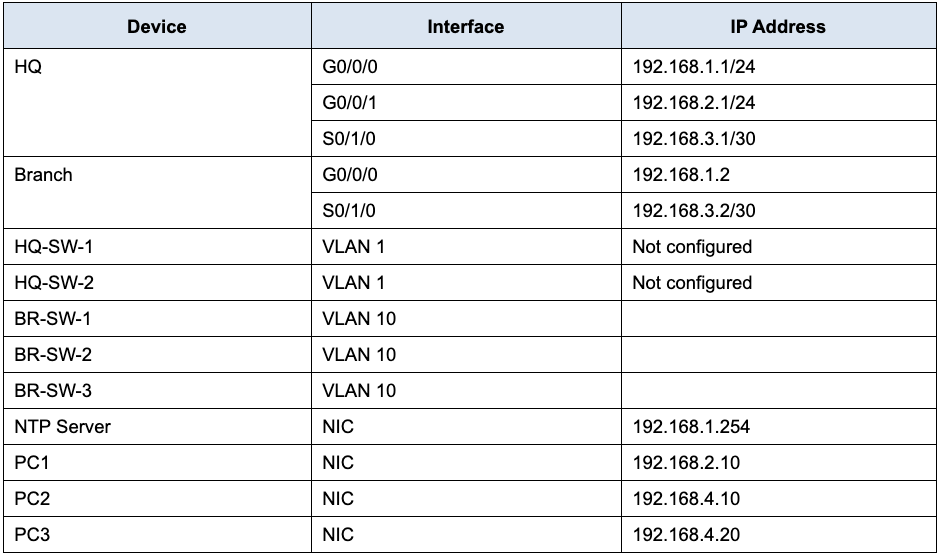 Device Interface IP Address
HQ G0/0/0 192.168.1.1/24
G0/0/1 192.168.2.1/24
S0/1/0 192.168.3.1/30
Branch G0/0/0 192.168.1.2
S0/1/0 192.168.3.2/30
HQ-SW-1 VLAN 1 Not configured
HQ-SW-2 VLAN 1 Not configured
BR-SW-1 VLAN 10
BR-SW-2 VLAN 10
BR-SW-3 VLAN 10
NTP Server NIC 192.168.1.254
PC1 NIC 192.168.2.10
PC2 NIC 192.168.4.10
PC3 NIC 192.168.4.20